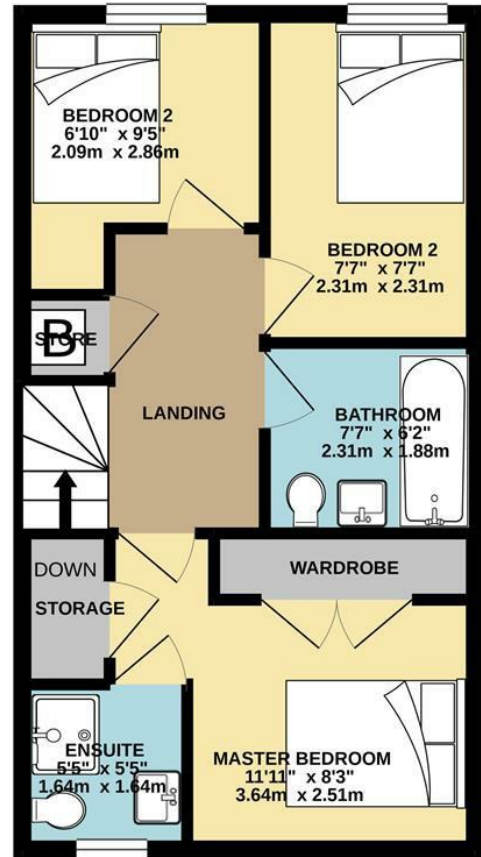 BEDROOM 2
6'10" x 9'5"
2.09m x 2.86m
BEDROOM 2
7'7" x 7'7"
2.31m x 2.31m
STORE
B
LANDING
BATHROOM
7'7" x 6'2"
2.31m x 1.88m
DOWN
STORAGE
WARDROBE
ENSUITE
5'5" x 5'5"
1.64m x 1.64m
MASTER BEDROOM
11'11" x 8'3"
3.64m x 2.51m